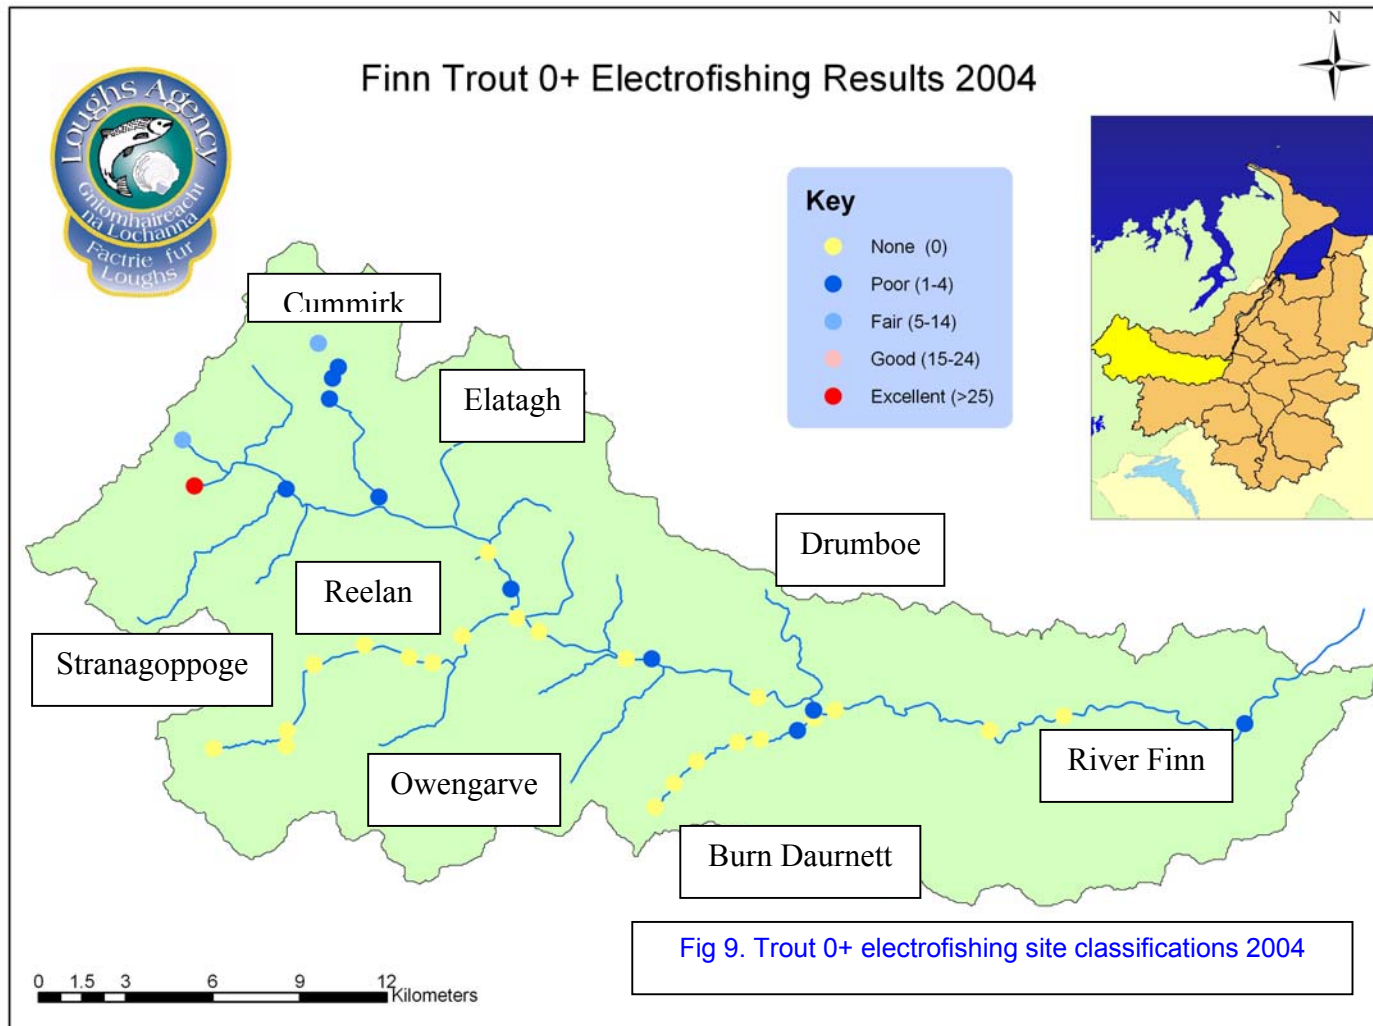 N
Finn Trout 0+ Electrofishing Results 2004
Loughs Agency
Gníomhaireacht
na Lochanna
Factrie fur
Loughs
Key
None (0)
Poor (1-4)
Fair (5-14)
Good (15-24)
Excellent (>25)
Cummirk
Elatagh
Drumboe
Reelan
Stranagoppoge
Owengarve
River Finn
Burn Daurnett
Fig 9. Trout 0+ electrofishing site classifications 2004
0 1.5 3 6 9 12
Kilometers